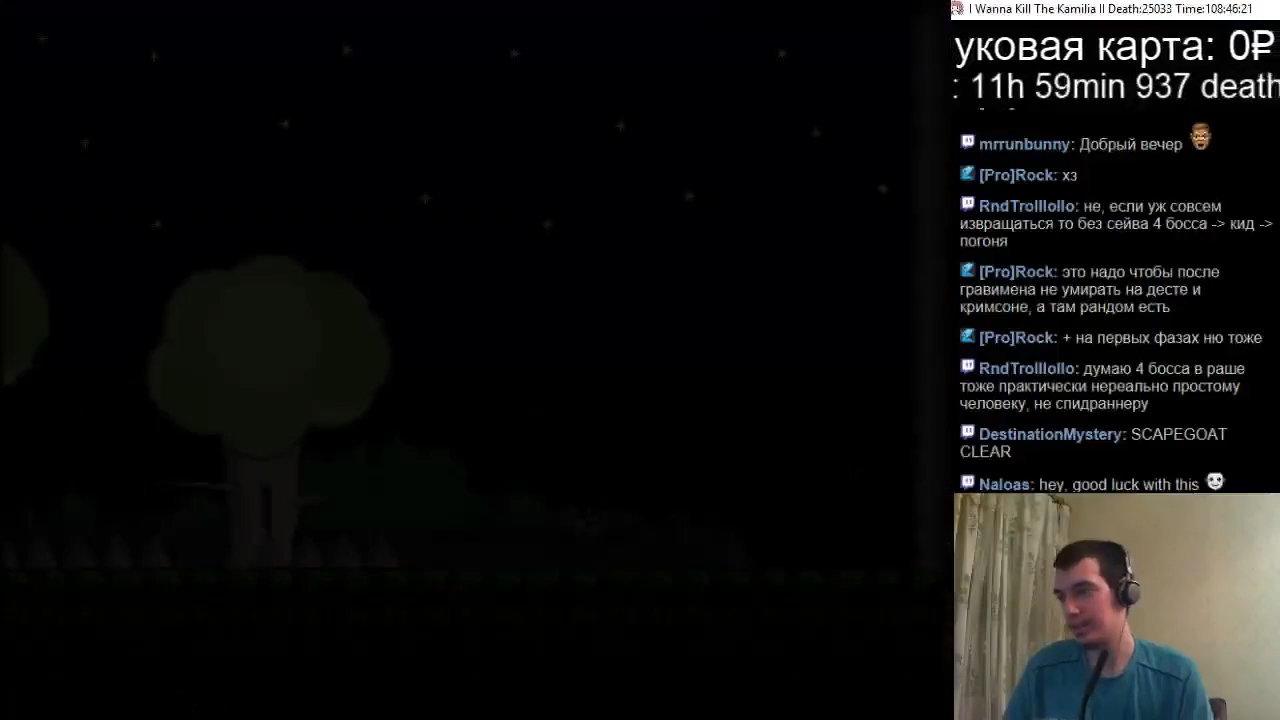 I Wanna Kill The Kamilia II Death:25033 Time:108:46:21
уковая карта: 0₽
: 11h 59min 937 death
mrrunbunny: Добрый вечер
[Pro]Rock: хз
RndTrolllollo: не, если уж совсем
извращаться то без сейва 4 босса -> кид ->
погоня
[Pro]Rock: это надо чтобы после
гравимена не умирать на десте и
кримсоне, а там рандом есть
[Pro]Rock: + на первых фазах ню тоже
RndTrolllollo: думаю 4 босса в раше
тоже практически нереально простому
человеку, не спидраннеру
DestinationMystery: SCAPEGOAT
CLEAR
Naloas: hey, good luck with this